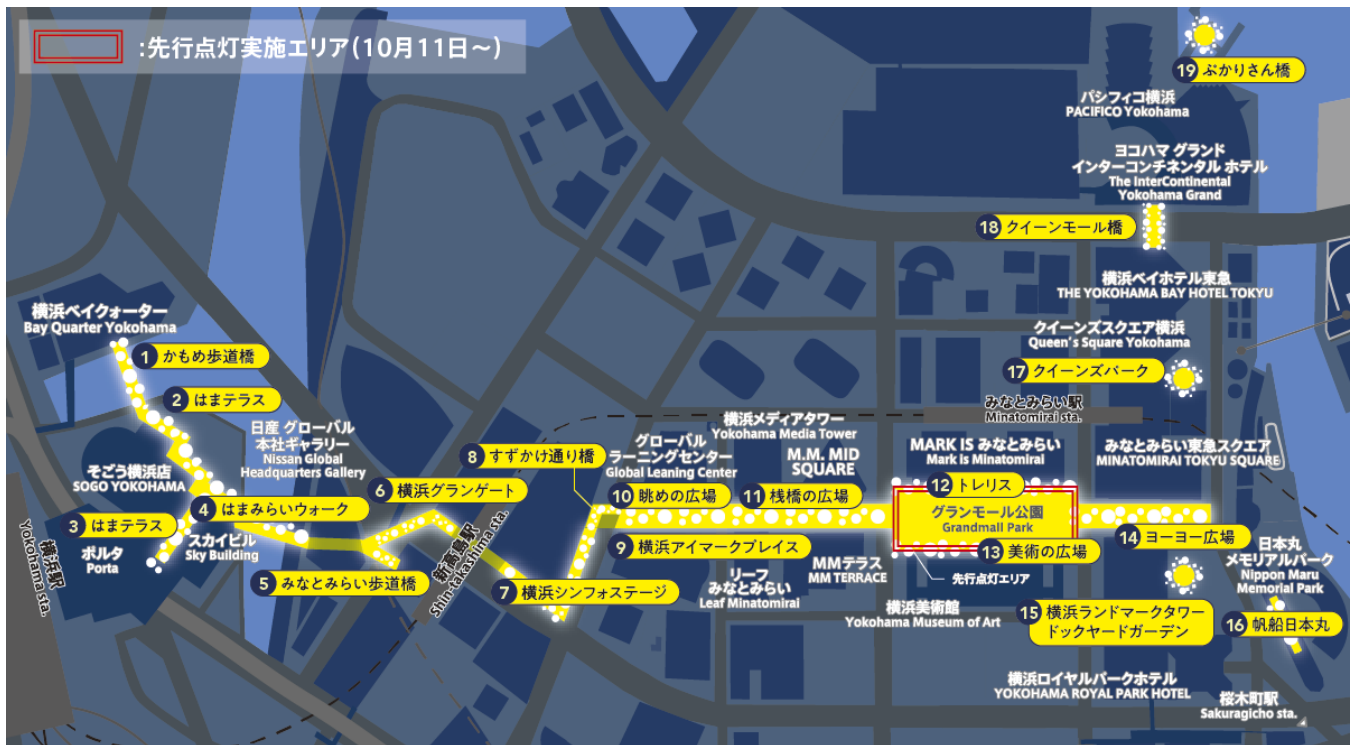 :先行点灯実施エリア(10月11日～)
19 ぷかりさん橋
パシフィコ横浜
PACIFICO Yokohama
ヨコハマ グランド
インターコンチネンタル ホテル
The InterContinental
Yokohama Grand
18 クイーンモール橋
横浜ベイホテル東急
THE YOKOHAMA BAY HOTEL TOKYU
クイーンズスクエア横浜
Queen's Square Yokohama
17 クイーンズパーク
みなとみらい駅
Minatomirai sta.
横浜ベイクォーター
Bay Quarter Yokohama
1 かもめ歩道橋
2 はまテラス
日産 グローバル
本社ギャラリー
Nissan Global
Headquarters Gallery
そごう横浜店
SOGO YOKOHAMA
3 はまテラス
ポルタ
Porta
横浜駅
Yokohama sta.
4 はまみらいウォーク
スカイビル
Sky Building
5 みなとみらい歩道橋
6 横浜グランゲート
新高島駅
Shin-takashima sta.
7 横浜シンフォステージ
8 すずかけ通り橋
グローバル
ラーニングセンター
Global Leaning Center
横浜メディアタワー
Yokohama Media Tower
M.M. MID
SQUARE
10 眺めの広場
11 桟橋の広場
9 横浜アイマークプレイス
リーフ
みなとみらい
Leaf Minatomirai
MMテラス
MM TERRACE
MARK IS みなとみらい
Mark is Minatomirai
12 トレリス
グランモール公園
Grandmall Park
13 美術の広場
先行点灯エリア
横浜美術館
Yokohama Museum of Art
みなとみらい東急スクエア
MINATOMIRAI TOKYU SQUARE
14 ヨーヨー広場
日本丸
メモリアルパーク
Nippon Maru
Memorial Park
15 横浜ランドマークタワー
ドックヤードガーデン
16 帆船日本丸
横浜ロイヤルパークホテル
YOKOHAMA ROYAL PARK HOTEL
桜木町駅
Sakuragicho sta.